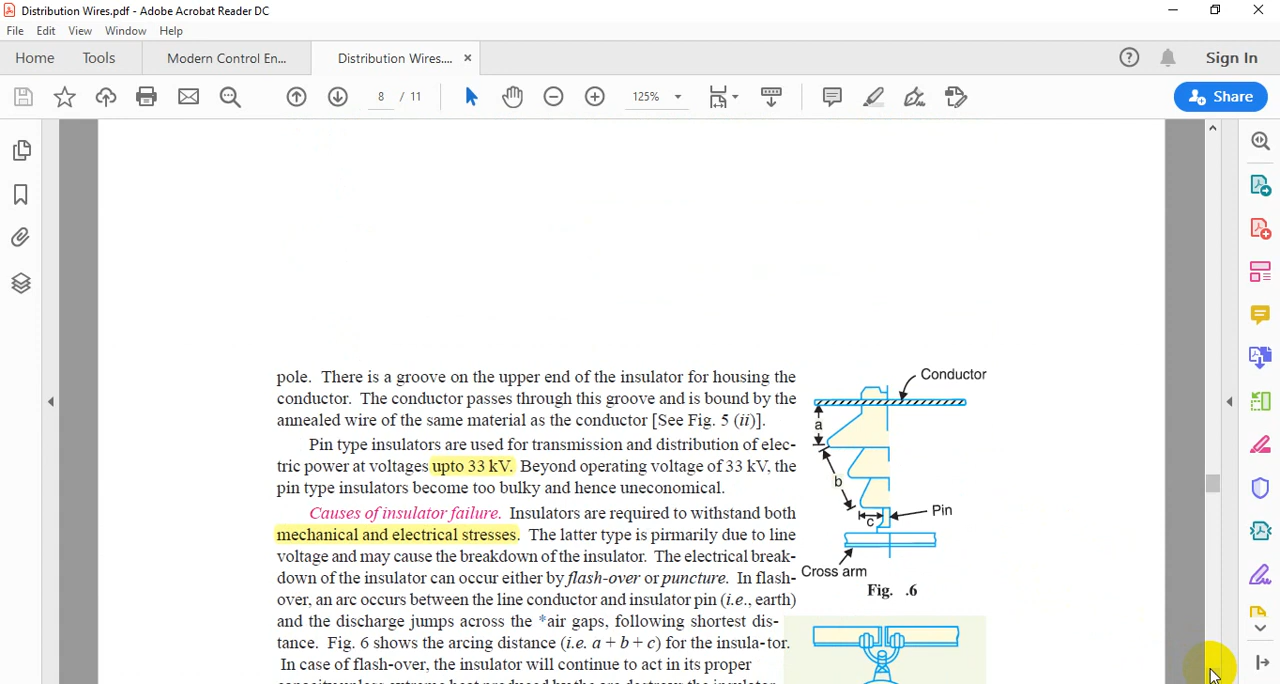 Distribution Wires.pdf - Adobe Acrobat Reader DC
File Edit View Window Help
Home Tools Modern Control En... Distribution Wires.... Sign In
8 / 11 125% Share
pole. There is a groove on the upper end of the insulator for housing the
conductor. The conductor passes through this groove and is bound by the
annealed wire of the same material as the conductor [See Fig. 5 (ii)].
Pin type insulators are used for transmission and distribution of elec-
tric power at voltages upto 33 kV. Beyond operating voltage of 33 kV, the
pin type insulators become too bulky and hence uneconomical.
Causes of insulator failure. Insulators are required to withstand both
mechanical and electrical stresses. The latter type is pirmarily due to line
voltage and may cause the breakdown of the insulator. The electrical break-
down of the insulator can occur either by flash-over or puncture. In flash-
over, an arc occurs between the line conductor and insulator pin (i.e., earth)
and the discharge jumps across the *air gaps, following shortest dis-
tance. Fig. 6 shows the arcing distance (i.e. a + b + c) for the insula-tor.
In case of flash-over, the insulator will continue to act in its proper
Conductor
a
b
c
Pin
Cross arm
Fig. .6